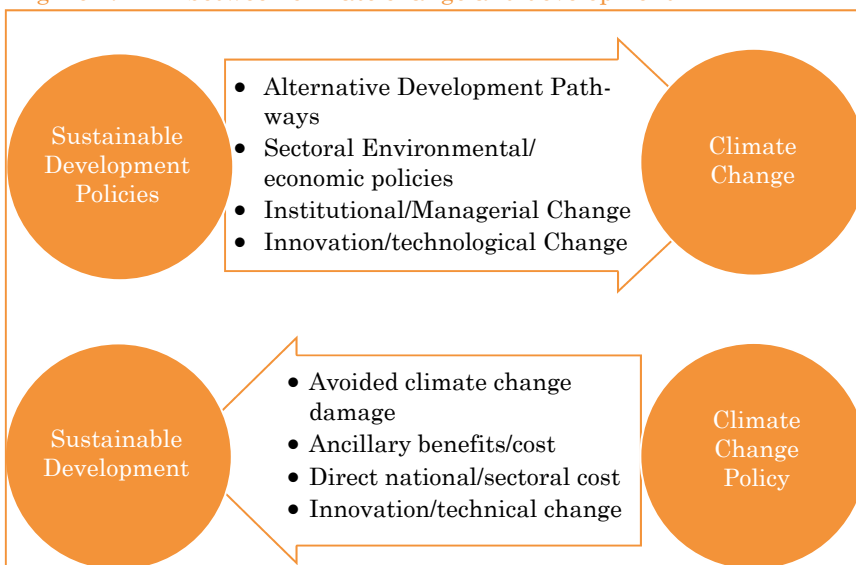 Sustainable
Development
Policies
• Alternative Development Path-
ways
• Sectoral Environmental/
economic policies
• Institutional/Managerial Change
• Innovation/technological Change
Climate
Change
Sustainable
Development
• Avoided climate change
damage
• Ancillary benefits/cost
• Direct national/sectoral cost
• Innovation/technical change
Climate
Change
Policy